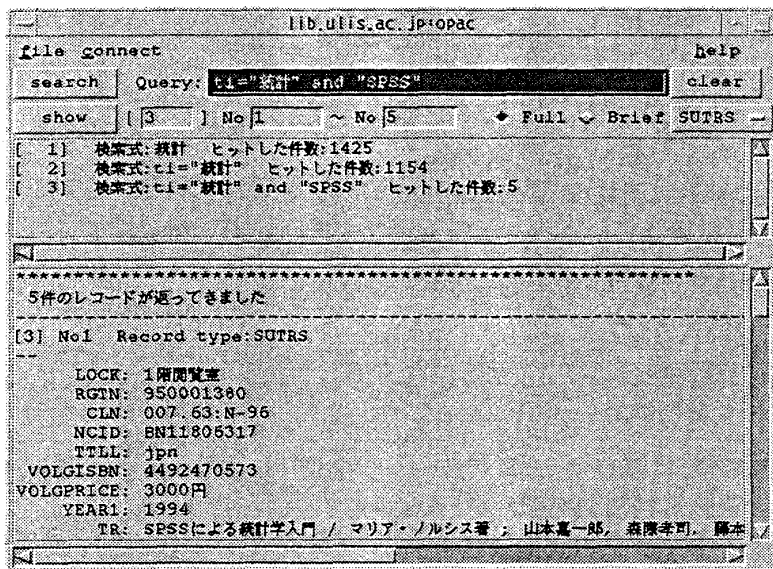 lib.ulis.ac.jp:opac
file connect help
search Query: ti="統計" and "SPSS" clear
show [ 3 ] No 1 ~ No 5 Full Brief SUTRS
[ 1] 検索式:統計 ヒットした件数:1425
[ 2] 検索式:ti="統計" ヒットした件数:1154
[ 3] 検索式:ti="統計" and "SPSS" ヒットした件数:5
**********************************************************************
5件のレコードが返ってきました
----------------------------------------------------------------------
[3] No1 Record type:SUTRS
--
LOCK: 1階閲覧室
RGTN: 950001380
CLN: 007.63:N-96
NCID: BN11806317
TTLL: jpn
VOLGISBN: 4492470573
VOLGPRICE: 3000円
YEAR1: 1994
TR: SPSSによる統計学入門 / マリア・ノルシス著 ; 山本嘉一郎, 森際孝司, 藤本